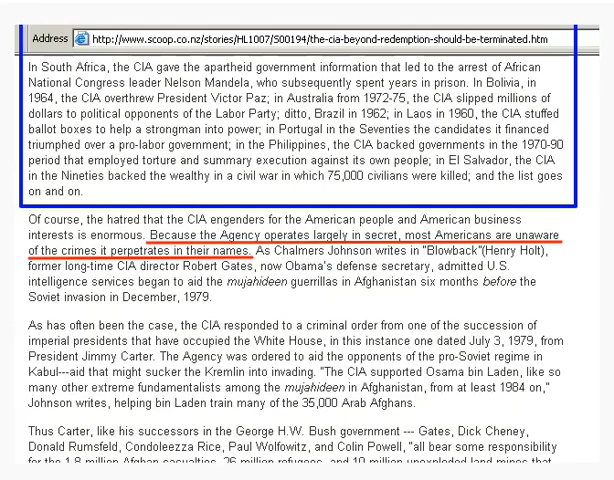 Address http://www.scoop.co.nz/stories/HL1007/S00194/the-cia-beyond-redemption-should-be-terminated.htm
In South Africa, the CIA gave the apartheid government information that led to the arrest of African
National Congress leader Nelson Mandela, who subsequently spent years in prison. In Bolivia, in
1964, the CIA overthrew President Victor Paz; in Australia from 1972-75, the CIA slipped millions of
dollars to political opponents of the Labor Party; ditto, Brazil in 1962; in Laos in 1960, the CIA stuffed
ballot boxes to help a strongman into power; in Portugal in the Seventies the candidates it financed
triumphed over a pro-labor government; in the Philippines, the CIA backed governments in the 1970-90
period that employed torture and summary execution against its own people; in El Salvador, the CIA
in the Nineties backed the wealthy in a civil war in which 75,000 civilians were killed; and the list goes
on and on.
Of course, the hatred that the CIA engenders for the American people and American business
interests is enormous. Because the Agency operates largely in secret, most Americans are unaware
of the crimes it perpetrates in their names. As Chalmers Johnson writes in "Blowback"(Henry Holt),
former long-time CIA director Robert Gates, now Obama's defense secretary, admitted U.S.
intelligence services began to aid the mujahideen guerrillas in Afghanistan six months before the
Soviet invasion in December, 1979.
As has often been the case, the CIA responded to a criminal order from one of the succession of
imperial presidents that have occupied the White House, in this instance one dated July 3, 1979, from
President Jimmy Carter. The Agency was ordered to aid the opponents of the pro-Soviet regime in
Kabul---aid that might sucker the Kremlin into invading. "The CIA supported Osama bin Laden, like so
many other extreme fundamentalists among the mujahideen in Afghanistan, from at least 1984 on,"
Johnson writes, helping bin Laden train many of the 35,000 Arab Afghans.
Thus Carter, like his successors in the George H.W. Bush government --- Gates, Dick Cheney,
Donald Rumsfeld, Condoleezza Rice, Paul Wolfowitz, and Colin Powell, "all bear some responsibility
for the 1.8 million Afghan casualties, 26 million refugees, and 10 million unexploded land mines that